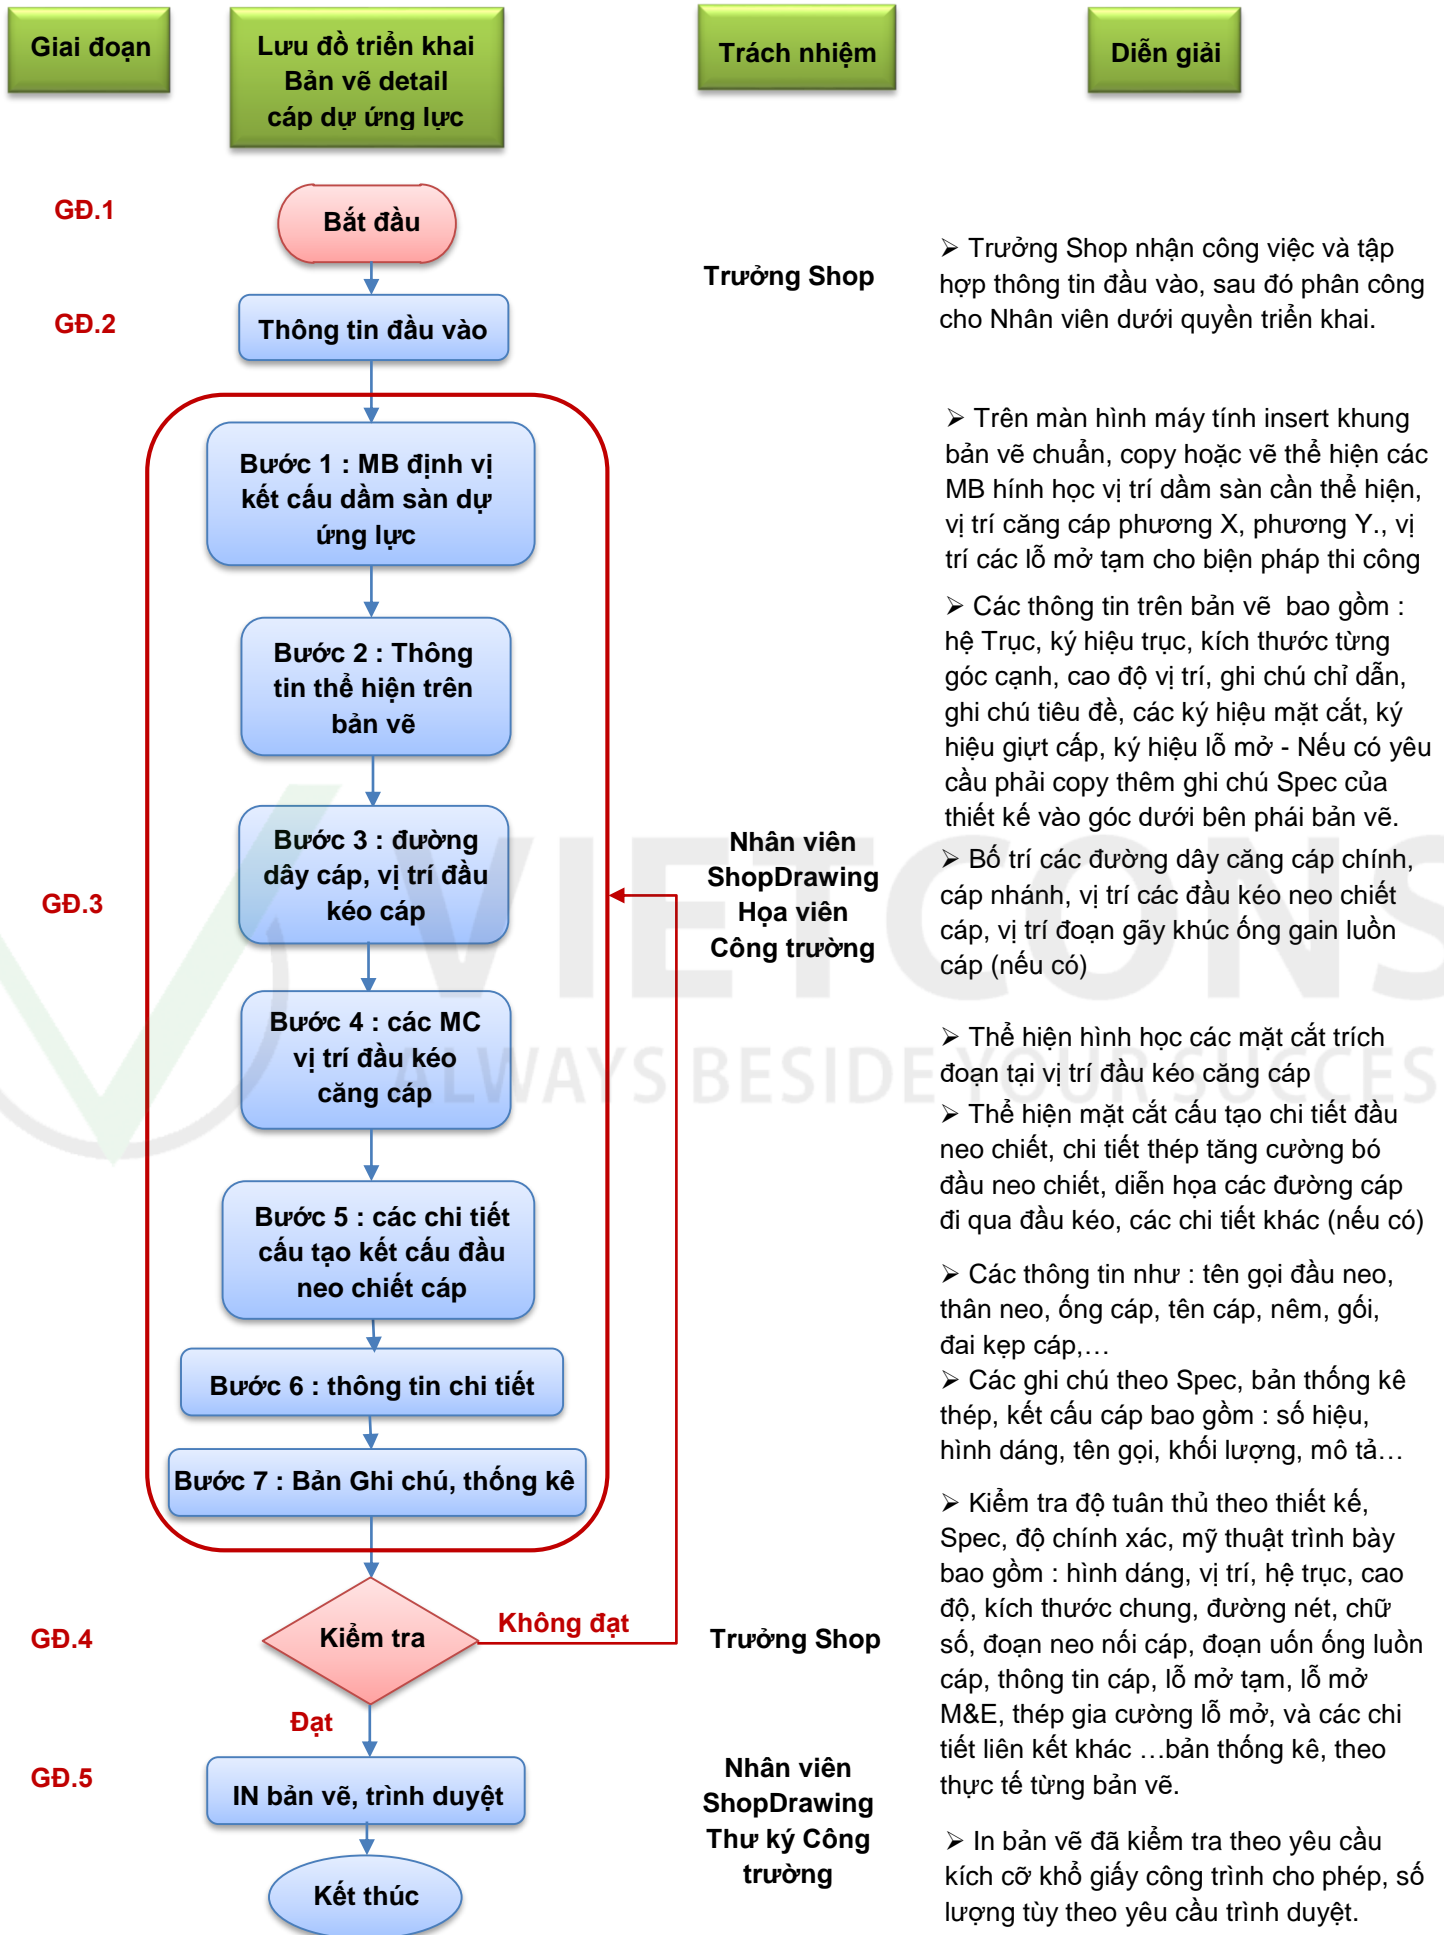 Giai đoạn
Lưu đồ triển khai
Bản vẽ detail
cáp dự ứng lực
Trách nhiệm
Diễn giải
GĐ.1
Bắt đầu
Trưởng Shop
➢ Trưởng Shop nhận công việc và tập
hợp thông tin đầu vào, sau đó phân công
cho Nhân viên dưới quyền triển khai.
GĐ.2
Thông tin đầu vào
GĐ.3
Bước 1 : MB định vị
kết cấu dầm sàn dự
ứng lực
➢ Trên màn hình máy tính insert khung
bản vẽ chuẩn, copy hoặc vẽ thể hiện các
MB hính học vị trí dầm sàn cần thể hiện,
vị trí căng cáp phương X, phương Y., vị
trí các lỗ mở tạm cho biện pháp thi công
Bước 2 : Thông
tin thể hiện trên
bản vẽ
➢ Các thông tin trên bản vẽ bao gồm :
hệ Trục, ký hiệu trục, kích thước từng
góc cạnh, cao độ vị trí, ghi chú chỉ dẫn,
ghi chú tiêu đề, các ký hiệu mặt cắt, ký
hiệu giựt cấp, ký hiệu lỗ mở - Nếu có yêu
cầu phải copy thêm ghi chú Spec của
thiết kế vào góc dưới bên phái bản vẽ.
Bước 3 : đường
dây cáp, vị trí đầu
kéo cáp
Nhân viên
ShopDrawing
Họa viên
Công trường
➢ Bố trí các đường dây căng cáp chính,
cáp nhánh, vị trí các đầu kéo neo chiết
cáp, vị trí đoạn gãy khúc ống gain luồn
cáp (nếu có)
VIETCONS
ALWAYS BESIDE YOUR SUCCES
Bước 4 : các MC
vị trí đầu kéo
căng cáp
➢ Thể hiện hình học các mặt cắt trích
đoạn tại vị trí đầu kéo căng cáp
Bước 5 : các chi tiết
cấu tạo kết cấu đầu
neo chiết cáp
➢ Thể hiện mặt cắt cấu tạo chi tiết đầu
neo chiết, chi tiết thép tăng cường bó
đầu neo chiết, diễn họa các đường cáp
đi qua đầu kéo, các chi tiết khác (nếu có)
Bước 6 : thông tin chi tiết
➢ Các thông tin như : tên gọi đầu neo,
thân neo, ống cáp, tên cáp, nêm, gối,
đai kẹp cáp,…
Bước 7 : Bản Ghi chú, thống kê
➢ Các ghi chú theo Spec, bản thống kê
thép, kết cấu cáp bao gồm : số hiệu,
hình dáng, tên gọi, khối lượng, mô tả…
GĐ.4
Kiểm tra
Không đạt
Đạt
Trưởng Shop
➢ Kiểm tra độ tuân thủ theo thiết kế,
Spec, độ chính xác, mỹ thuật trình bày
bao gồm : hình dáng, vị trí, hệ trục, cao
độ, kích thước chung, đường nét, chữ
số, đoạn neo nối cáp, đoạn uốn ống luồn
cáp, thông tin cáp, lỗ mở tạm, lỗ mở
M&E, thép gia cường lỗ mở, và các chi
tiết liên kết khác …bản thống kê, theo
thực tế từng bản vẽ.
GĐ.5
IN bản vẽ, trình duyệt
Nhân viên
ShopDrawing
Thư ký Công
trường
➢ In bản vẽ đã kiểm tra theo yêu cầu
kích cỡ khổ giấy công trình cho phép, số
lượng tùy theo yêu cầu trình duyệt.
Kết thúc